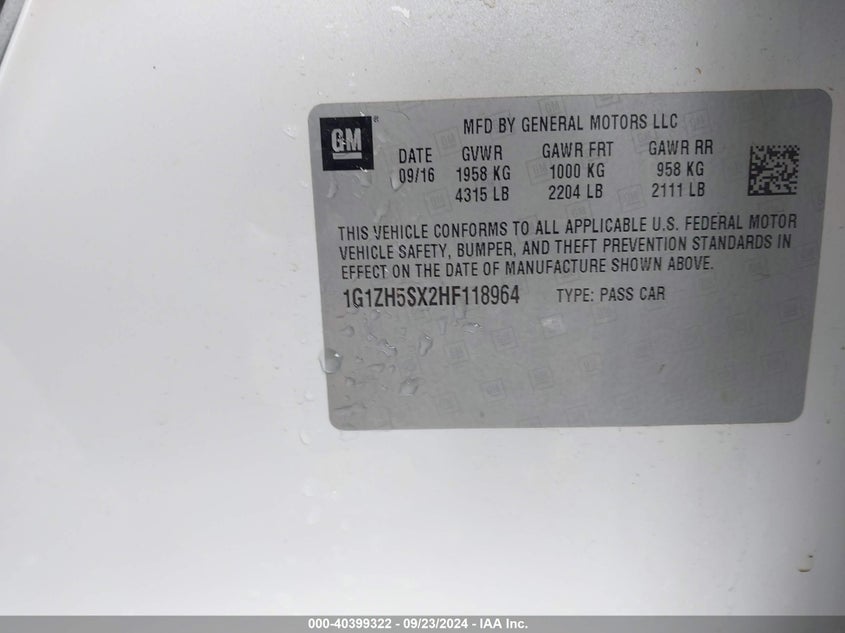 GM®
MFD BY GENERAL MOTORS LLC
DATE GVWR GAWR FRT GAWR RR
09/16 1958 KG 1000 KG 958 KG
4315 LB 2204 LB 2111 LB
THIS VEHICLE CONFORMS TO ALL APPLICABLE U.S. FEDERAL MOTOR
VEHICLE SAFETY, BUMPER, AND THEFT PREVENTION STANDARDS IN
EFFECT ON THE DATE OF MANUFACTURE SHOWN ABOVE.
1G1ZH5SX2HF118964 TYPE: PASS CAR
000-40399322 - 09/23/2024 - IAA Inc.